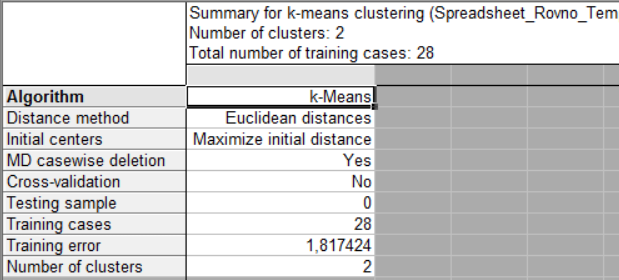 Summary for k-means clustering (Spreadsheet_Rovno_Tem
Number of clusters: 2
Total number of training cases: 28
Algorithm k-Means
Distance method Euclidean distances
Initial centers Maximize initial distance
MD casewise deletion Yes
Cross-validation No
Testing sample 0
Training cases 28
Training error 1,817424
Number of clusters 2